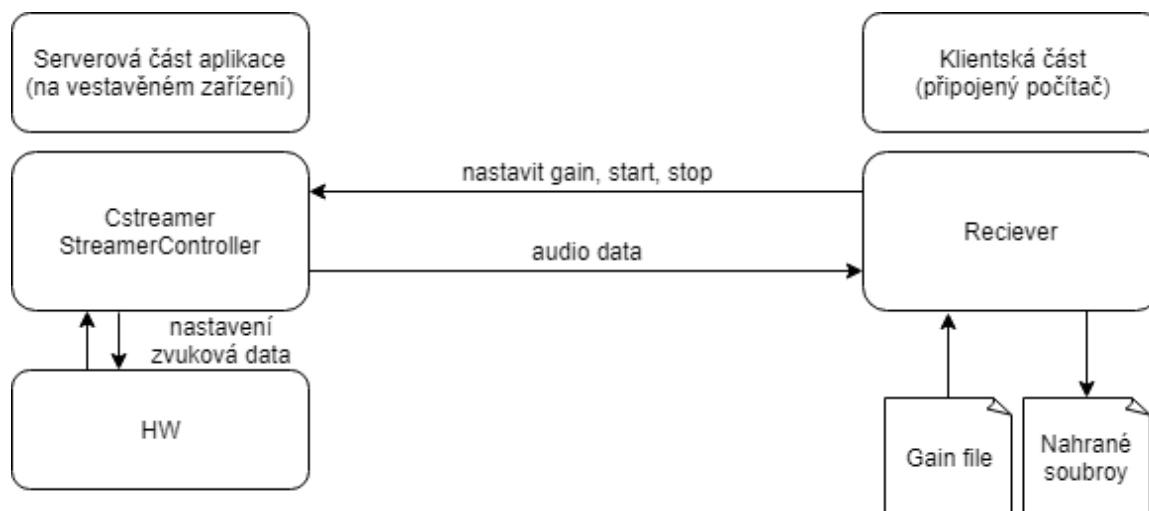 Serverová část aplikace
(na vestavěném zařízení)
Klientská část
(připojený počítač)
nastavit gain, start, stop
Cstreamer
StreamerController
Reciever
audio data
nastavení
zvuková data
HW
Gain file
Nahrané
soubroy